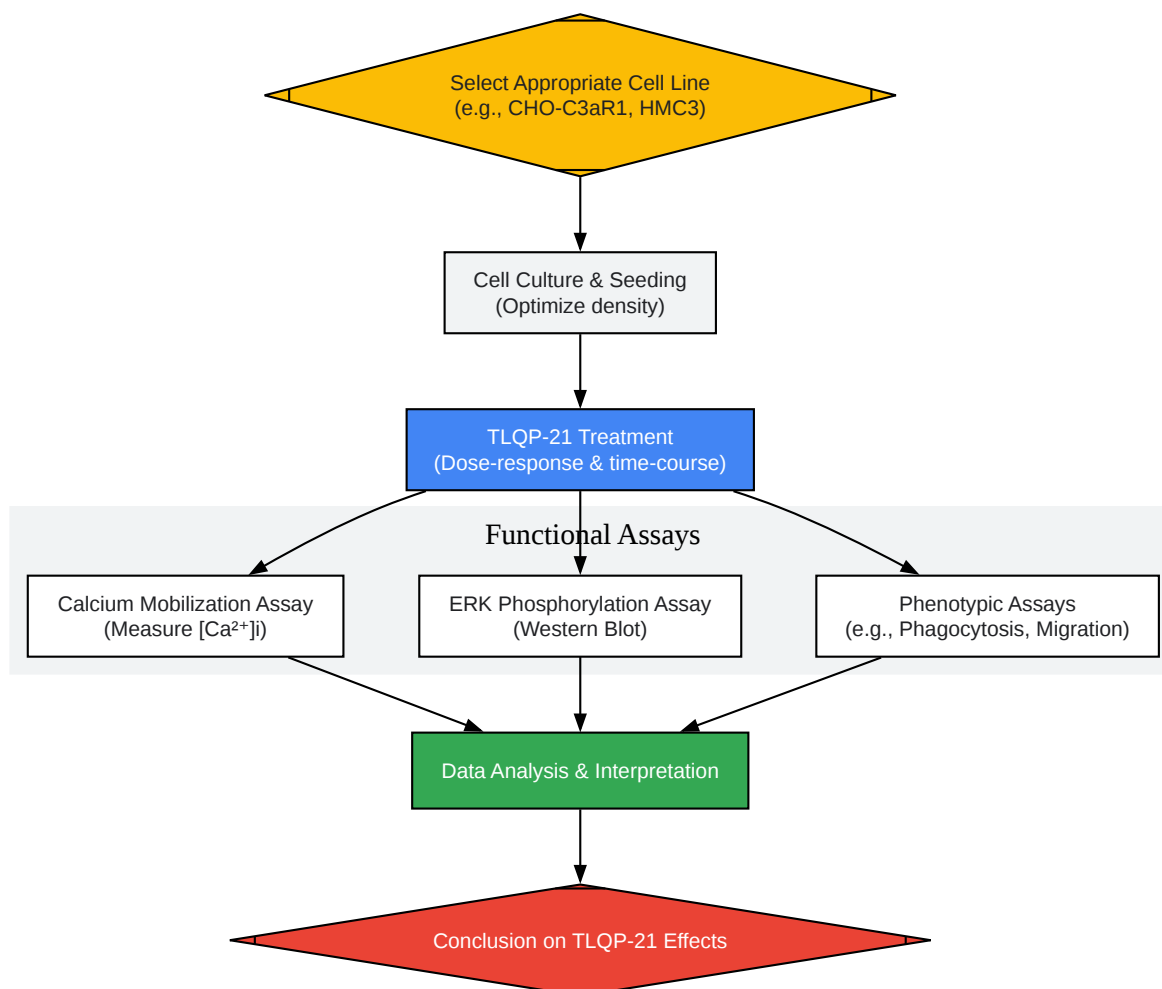 Select Appropriate Cell Line
(e.g., CHO-C3aR1, HMC3)
Cell Culture & Seeding
(Optimize density)
TLQP-21 Treatment
(Dose-response & time-course)
Functional Assays
Calcium Mobilization Assay
(Measure [Ca²⁺]i)
ERK Phosphorylation Assay
(Western Blot)
Phenotypic Assays
(e.g., Phagocytosis, Migration)
Data Analysis & Interpretation
Conclusion on TLQP-21 Effects